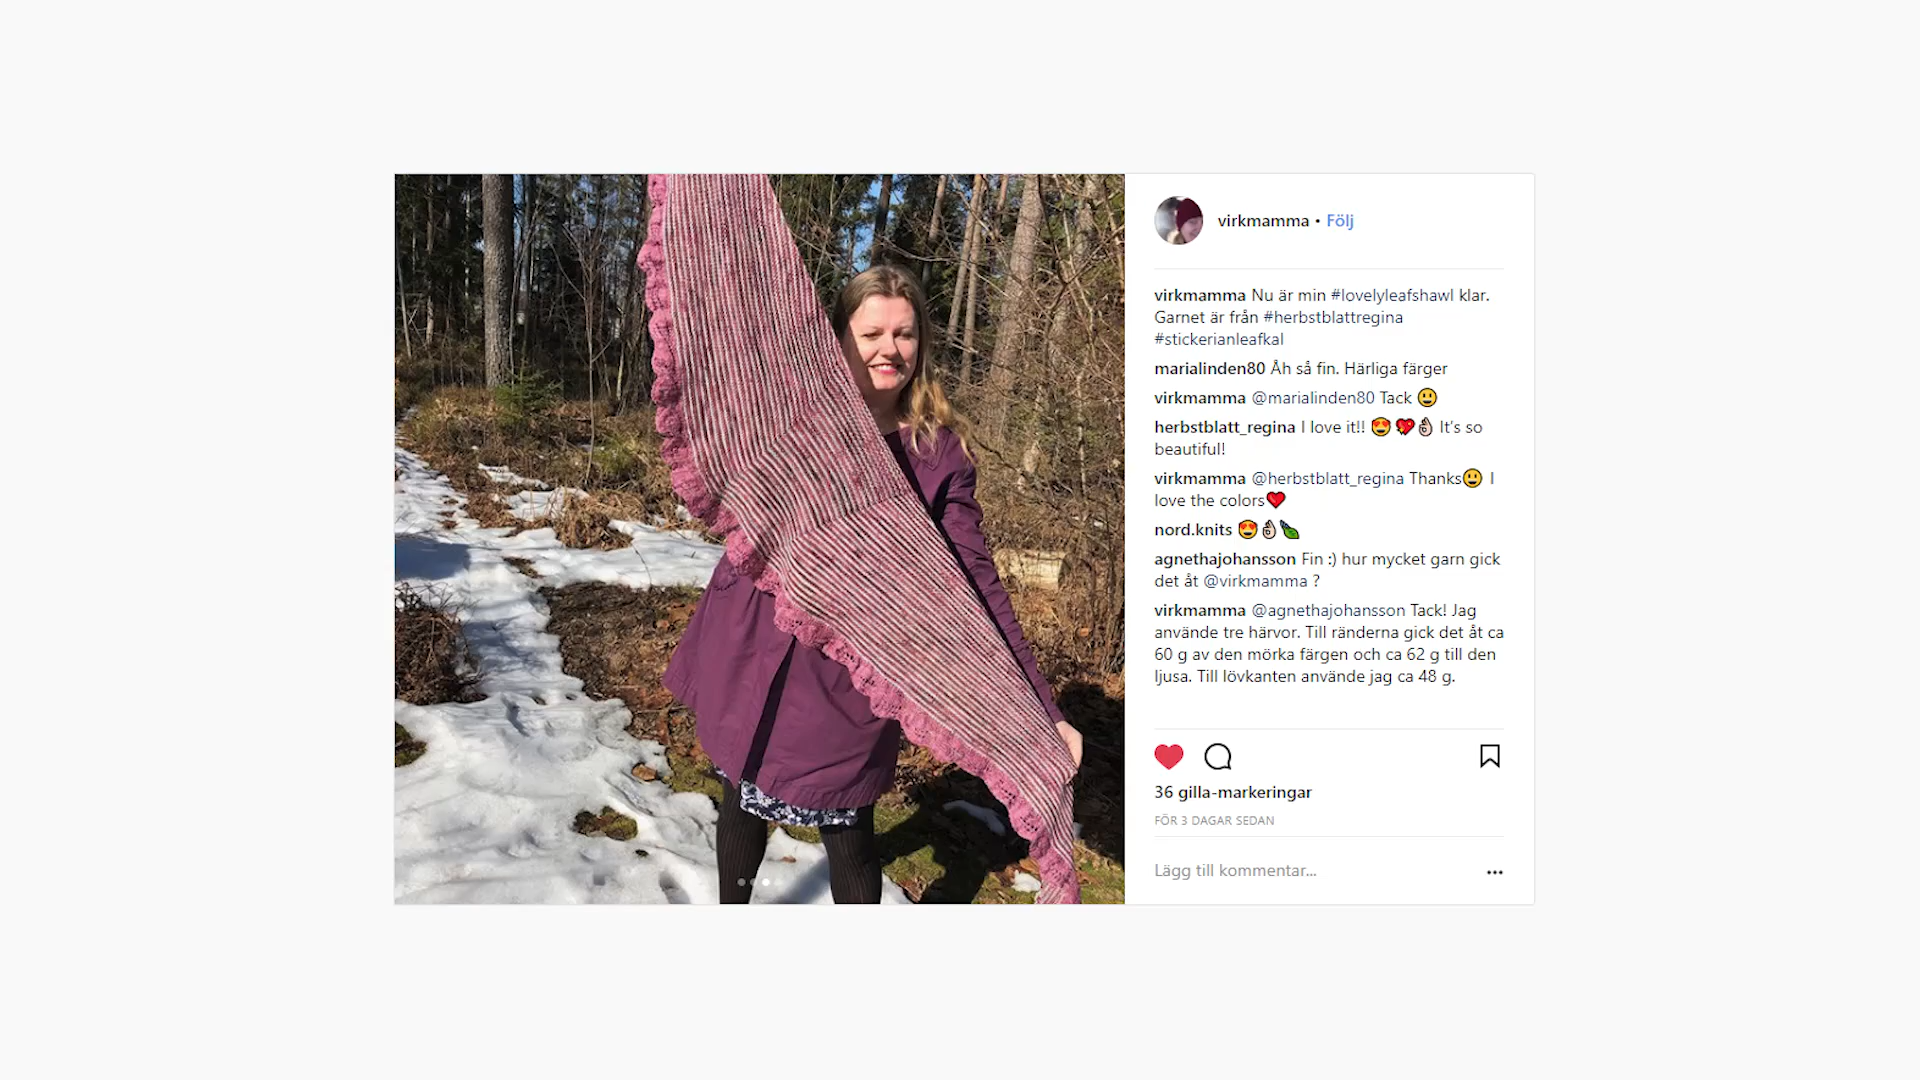 virkmamma • Följ
virkmamma Nu är min #lovelyleafshawl klar.
Garnet är från #herbstblattregina
#stickerianleafkal
marialinden80 Åh så fin. Härliga färger
virkmamma @marialinden80 Tack 😃
herbstblatt_regina I love it!! 😍💖👌🏻 It's so
beautiful!
virkmamma @herbstblatt_regina Thanks😃 I
love the colors❤
nord.knits 😍👌🏻🍃
agnethajohansson Fin :) hur mycket garn gick
det åt @virkmamma ?
virkmamma @agnethajohansson Tack! Jag
använde tre härvor. Till ränderna gick det åt ca
60 g av den mörka färgen och ca 62 g till den
ljusa. Till lövkanten använde jag ca 48 g.
36 gilla-markeringar
FÖR 3 DAGAR SEDAN
Lägg till kommentar...